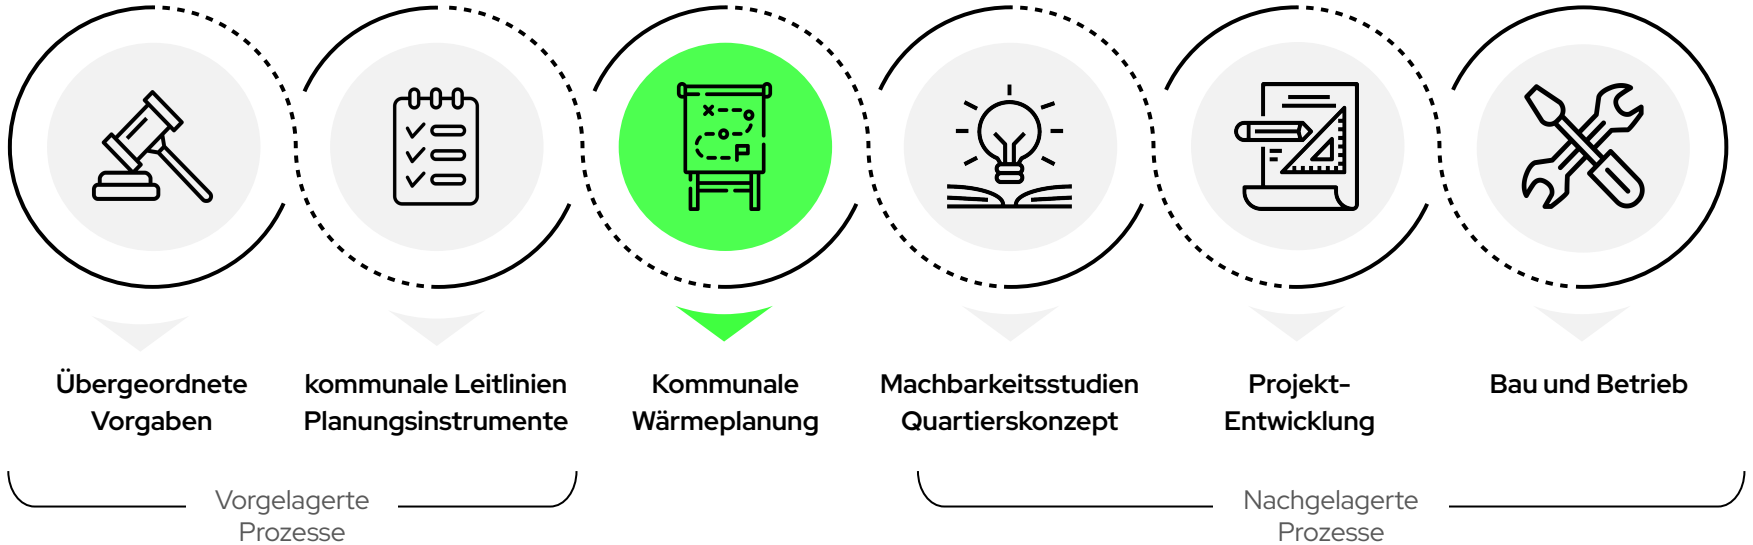 Übergeordnete
Vorgaben
kommunale Leitlinien
Planungsinstrumente
Kommunale
Wärmeplanung
Machbarkeitsstudien
Quartierskonzept
Projekt-
Entwicklung
Bau und Betrieb
Vorgelagerte
Prozesse
Nachgelagerte
Prozesse